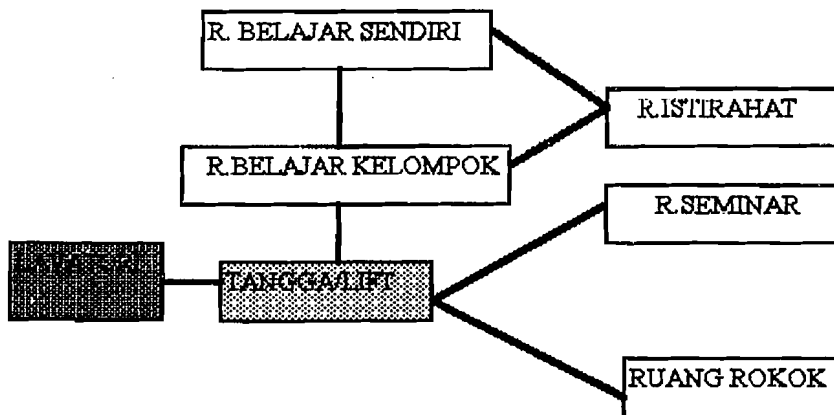 R. BELAJAR SENDIRI
R.ISTIRAHAT
R.BELAJAR KELOMPOK
R.SEMINAR
TANGGA/LIFT
RUANG ROKOK